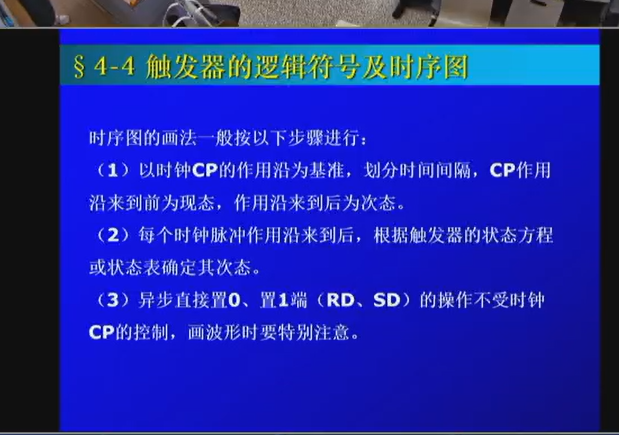 § 4-4 触发器的逻辑符号及时序图
时序图的画法一般按以下步骤进行：
（1）以时钟CP的作用沿为基准，划分时间间隔，CP作用
沿来到前为现态，作用沿来到后为次态。
（2）每个时钟脉冲作用沿来到后，根据触发器的状态方程
或状态表确定其次态。
（3）异步直接置0、置1端（RD、SD）的操作不受时钟
CP的控制，画波形时要特别注意。